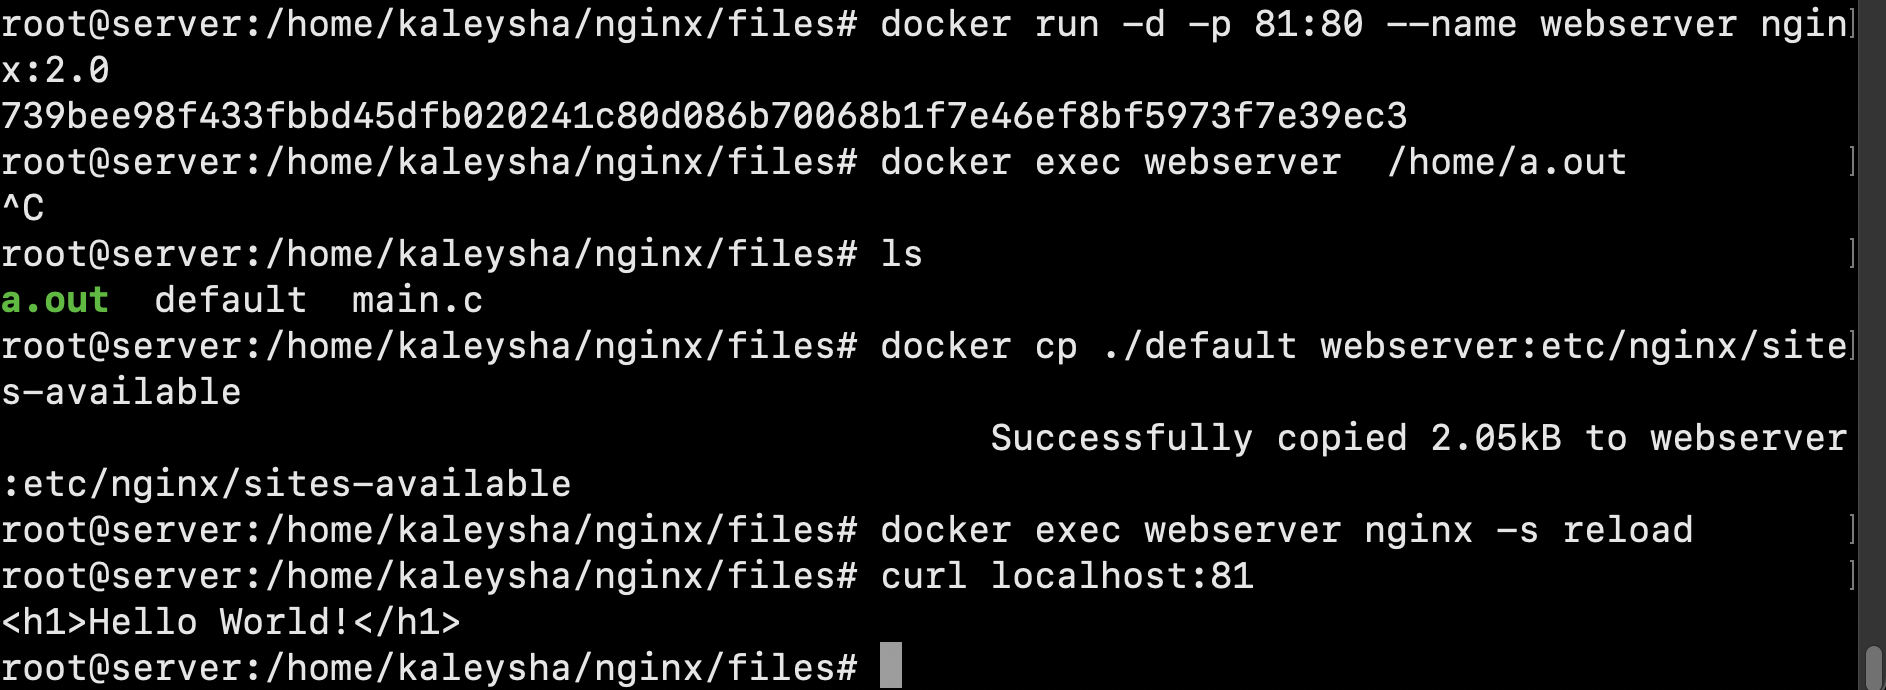 root@server:/home/kaleysha/nginx/files# docker run -d -p 81:80 --name webserver ngin]
x:2.0
739bee98f433fbbd45dfb020241c80d086b70068b1f7e46ef8bf5973f7e39ec3
root@server:/home/kaleysha/nginx/files# docker exec webserver  /home/a.out ]
^C
root@server:/home/kaleysha/nginx/files# ls ]
a.out  default  main.c
root@server:/home/kaleysha/nginx/files# docker cp ./default webserver:etc/nginx/site]
s-available
Successfully copied 2.05kB to webserver
:etc/nginx/sites-available
root@server:/home/kaleysha/nginx/files# docker exec webserver nginx -s reload ]
root@server:/home/kaleysha/nginx/files# curl localhost:81 ]
<h1>Hello World!</h1>
root@server:/home/kaleysha/nginx/files#